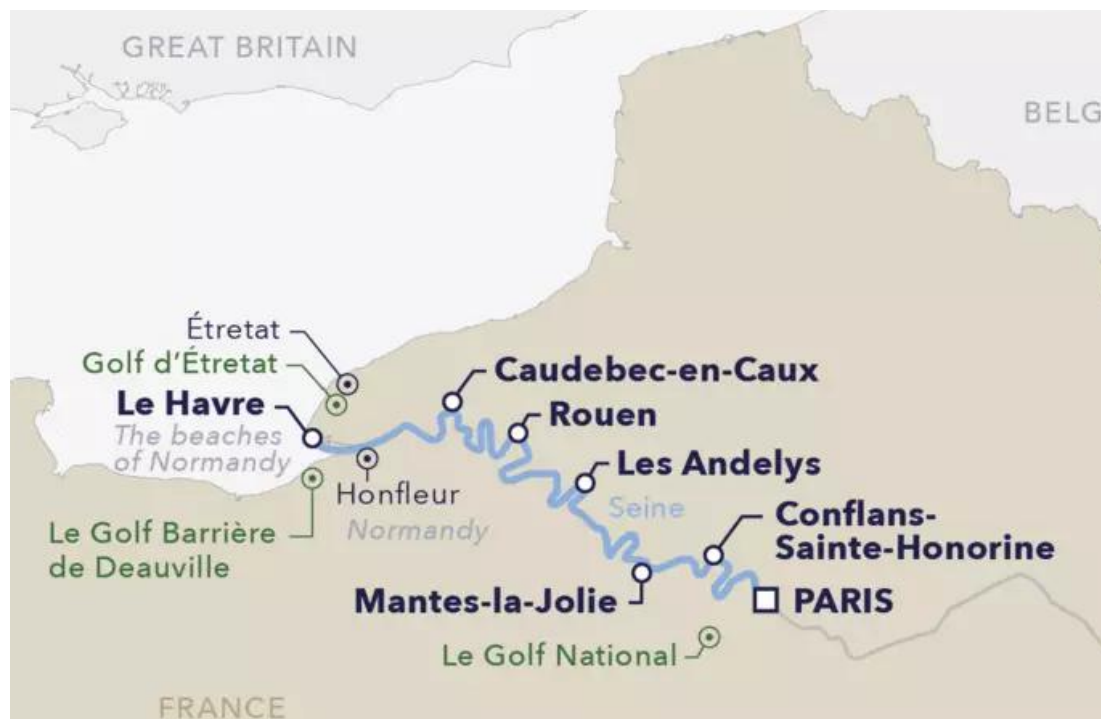 GREAT BRITAIN
BELG
Étretat
Golf d'Étretat
Le Havre
The beaches
of Normandy
Caudebec-en-Caux
Rouen
Les Andelys
Honfleur
Seine
Normandy
Le Golf Barrière
de Deauville
Conflans-
Sainte-Honorine
Mantes-la-Jolie
PARIS
Le Golf National
FRANCE